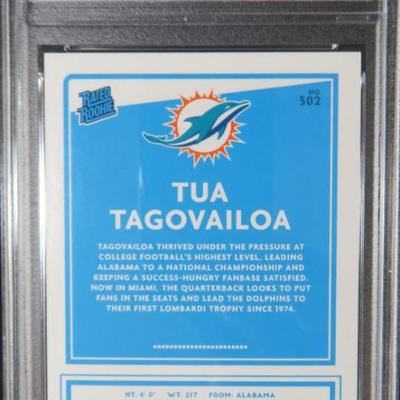 RATED
ROOKIE
NO
302
TUA
TAGOVAILOA
TAGOVAILOA THRIVED UNDER THE PRESSURE AT
COLLEGE FOOTBALL'S HIGHEST LEVEL, LEADING
ALABAMA TO A NATIONAL CHAMPIONSHIP AND
KEEPING A SUCCESS-HUNGRY FANBASE SATISFIED.
NOW IN MIAMI, THE QUARTERBACK LOOKS TO PUT
FANS IN THE SEATS AND LEAD THE DOLPHINS TO
THEIR FIRST LOMBARDI TROPHY SINCE 1974.
HT: 6' 0" WT: 217 FROM: ALABAMA